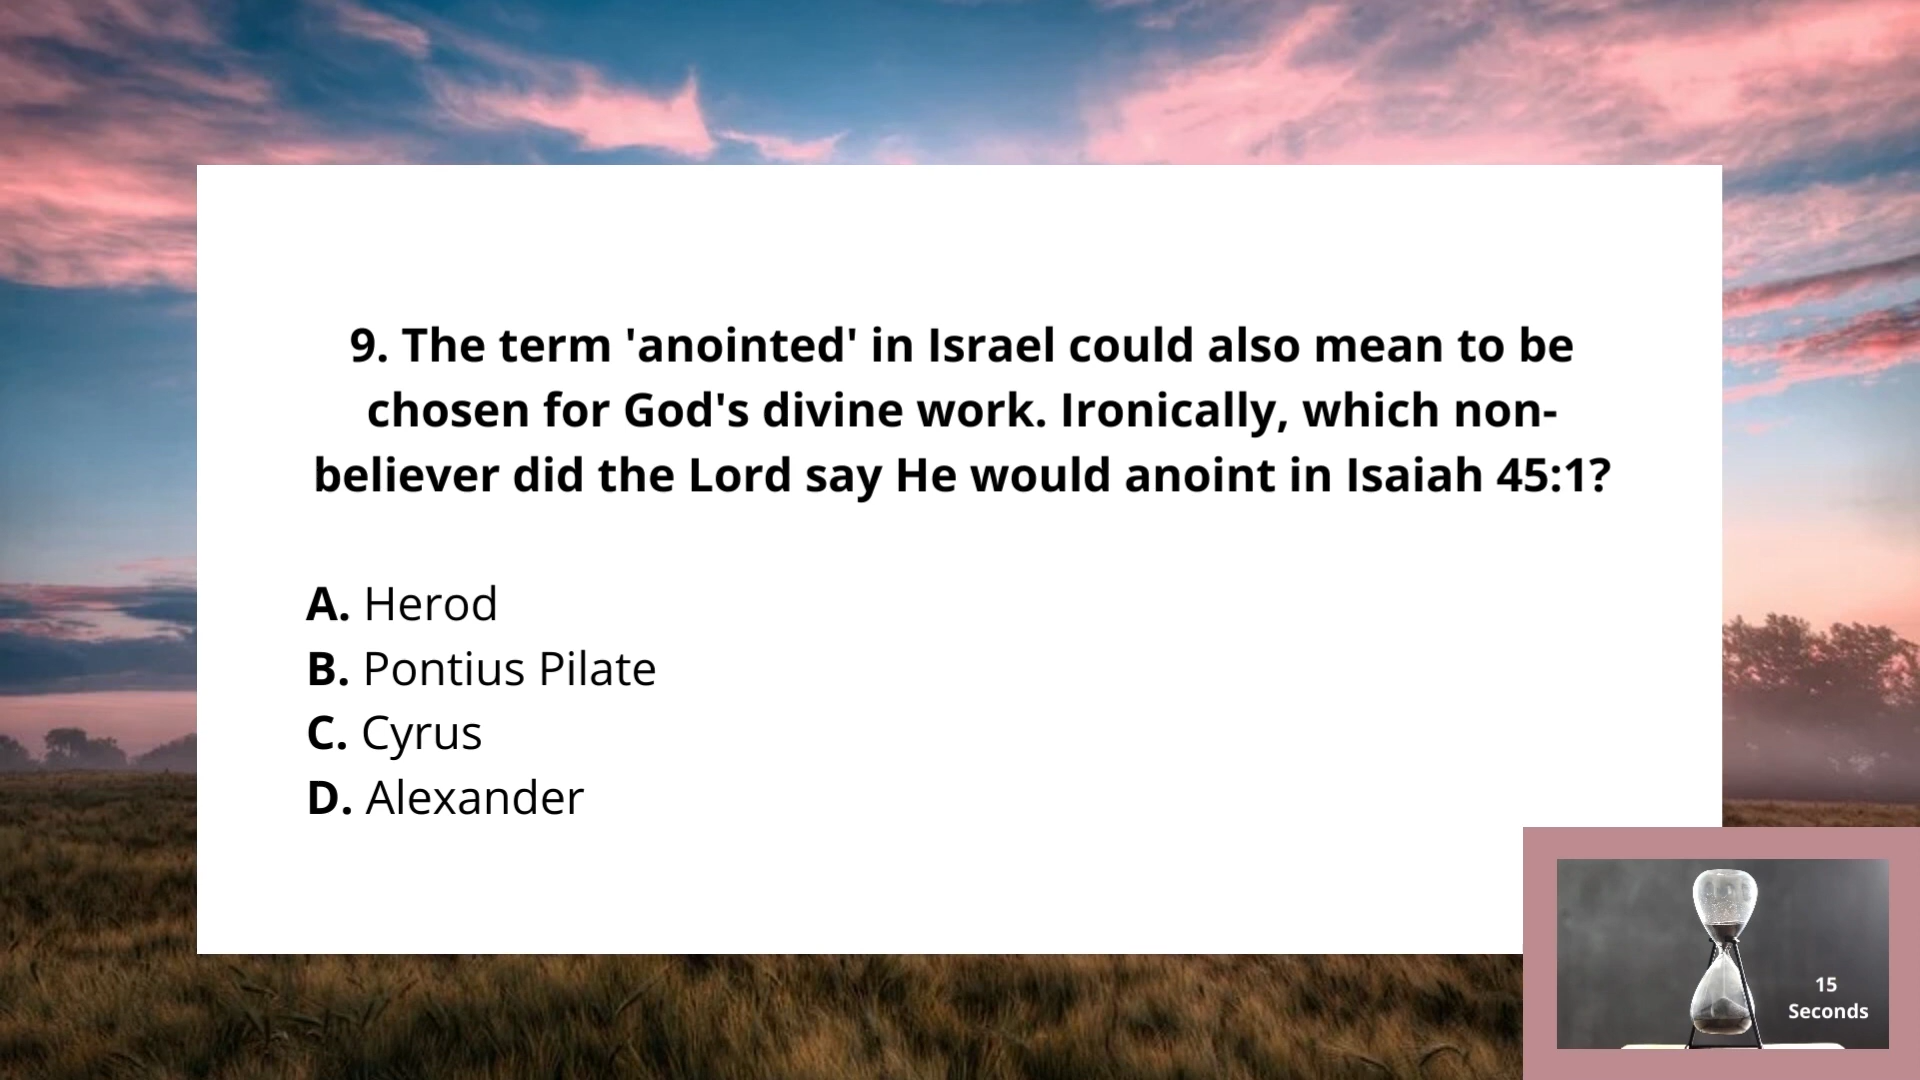 9. The term 'anointed' in Israel could also mean to be
chosen for God's divine work. Ironically, which non-
believer did the Lord say He would anoint in Isaiah 45:1?
A. Herod
B. Pontius Pilate
C. Cyrus
D. Alexander
15
Seconds